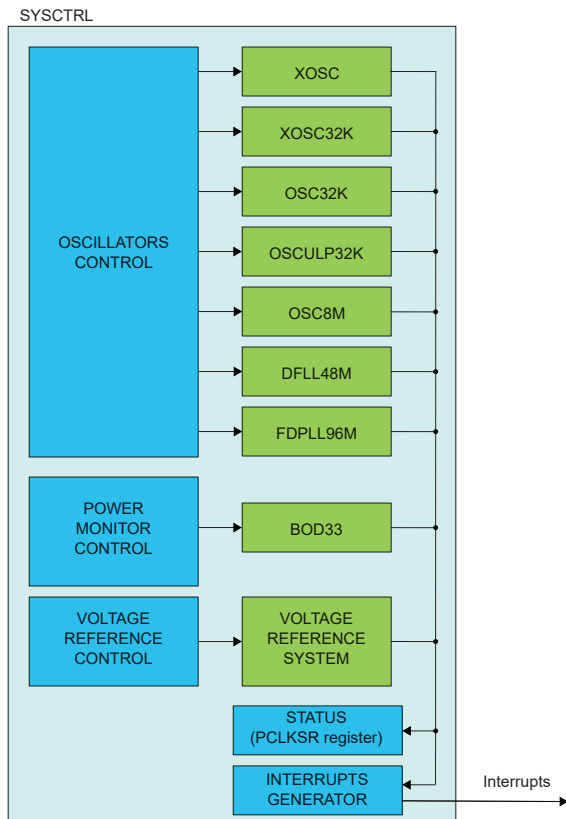 SYSCTRL
OSCILLATORS
CONTROL
XOSC
XOSC32K
OSC32K
OSCULP32K
OSC8M
DFLL48M
FDPLL96M
POWER
MONITOR
CONTROL
BOD33
VOLTAGE
REFERENCE
CONTROL
VOLTAGE
REFERENCE
SYSTEM
STATUS
(PCLKSR register)
INTERRUPTS
GENERATOR
Interrupts